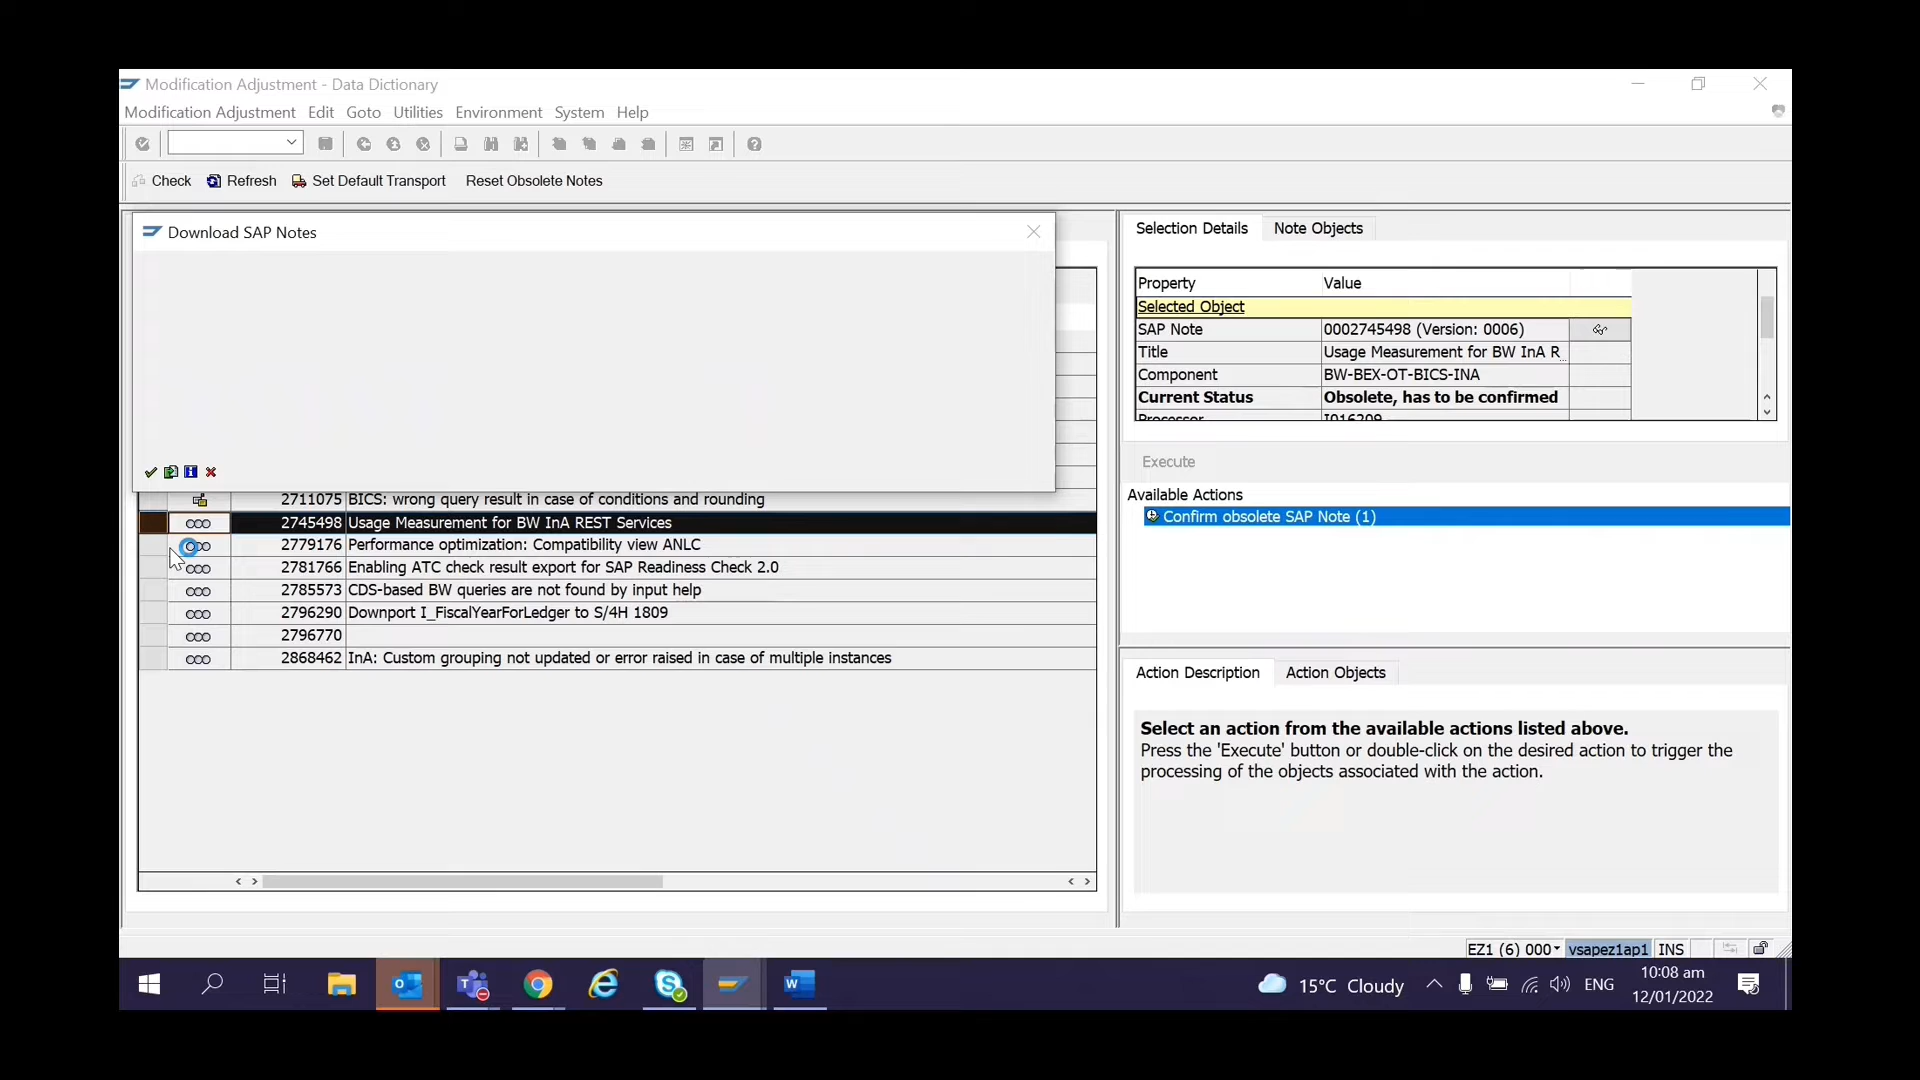 Modification Adjustment - Data Dictionary
Modification Adjustment Edit Goto Utilities Environment System Help
Check Refresh Set Default Transport Reset Obsolete Notes
Download SAP Notes
2711075 BICS: wrong query result in case of conditions and rounding
2745498 Usage Measurement for BW InA REST Services
2779176 Performance optimization: Compatibility view ANLC
2781766 Enabling ATC check result export for SAP Readiness Check 2.0
2785573 CDS-based BW queries are not found by input help
2796290 Downport I_FiscalYearForLedger to S/4H 1809
2796770
2868462 InA: Custom grouping not updated or error raised in case of multiple instances
Selection Details Note Objects
Property Value
Selected Object
SAP Note 0002745498 (Version: 0006)
Title Usage Measurement for BW InA R
Component BW-BEX-OT-BICS-INA
Current Status Obsolete, has to be confirmed
Processor I016209
Execute
Available Actions
Confirm obsolete SAP Note (1)
Action Description Action Objects
Select an action from the available actions listed above.
Press the 'Execute' button or double-click on the desired action to trigger the
processing of the objects associated with the action.
EZ1 (6) 000 vsapez1ap1 INS
15°C Cloudy ENG
10:08 am
12/01/2022